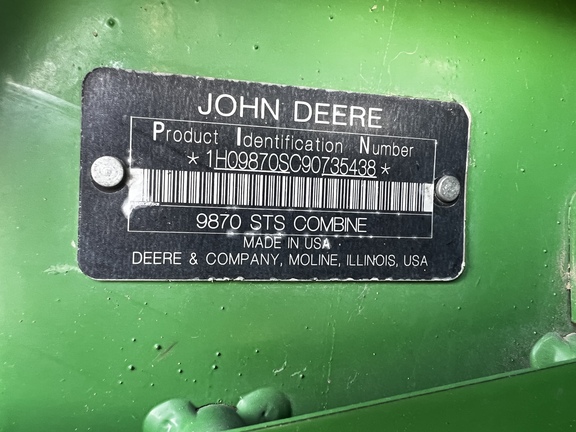 JOHN DEERE
Product Identification Number
*1H09870SC90735438*
9870 STS COMBINE
MADE IN USA
DEERE & COMPANY, MOLINE, ILLINOIS, USA